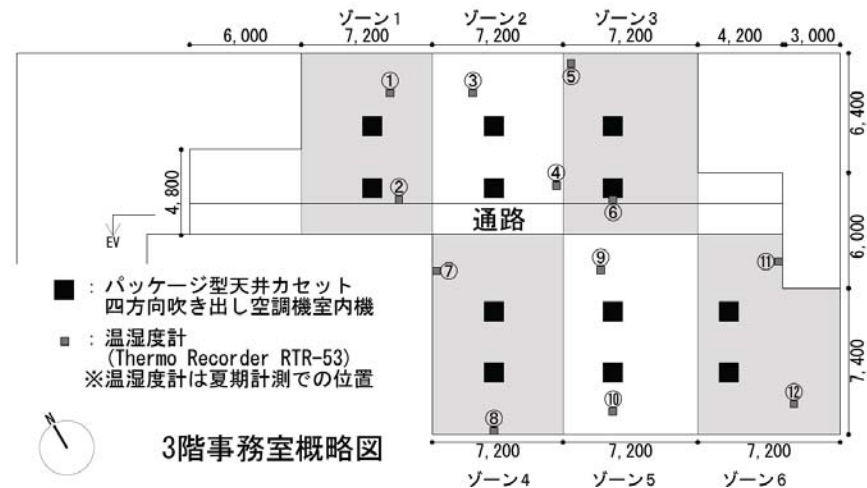 ゾーン1 ゾーン2 ゾーン3
6,000 7,200 7,200 7,200 4,200 3,000
① ③ ⑤
6,400
4,800
② ④ ⑥
通路
EV
6,000
⑦ ⑨ ⑪
: パッケージ型天井カセット
四方向吹き出し空調機室内機
: 温湿度計
(Thermo Recorder RTR-53)
※温湿度計は夏期計測での位置
7,400
⑧ ⑩ ⑫
N
3階事務室概略図
7,200 7,200 7,200
ゾーン4 ゾーン5 ゾーン6